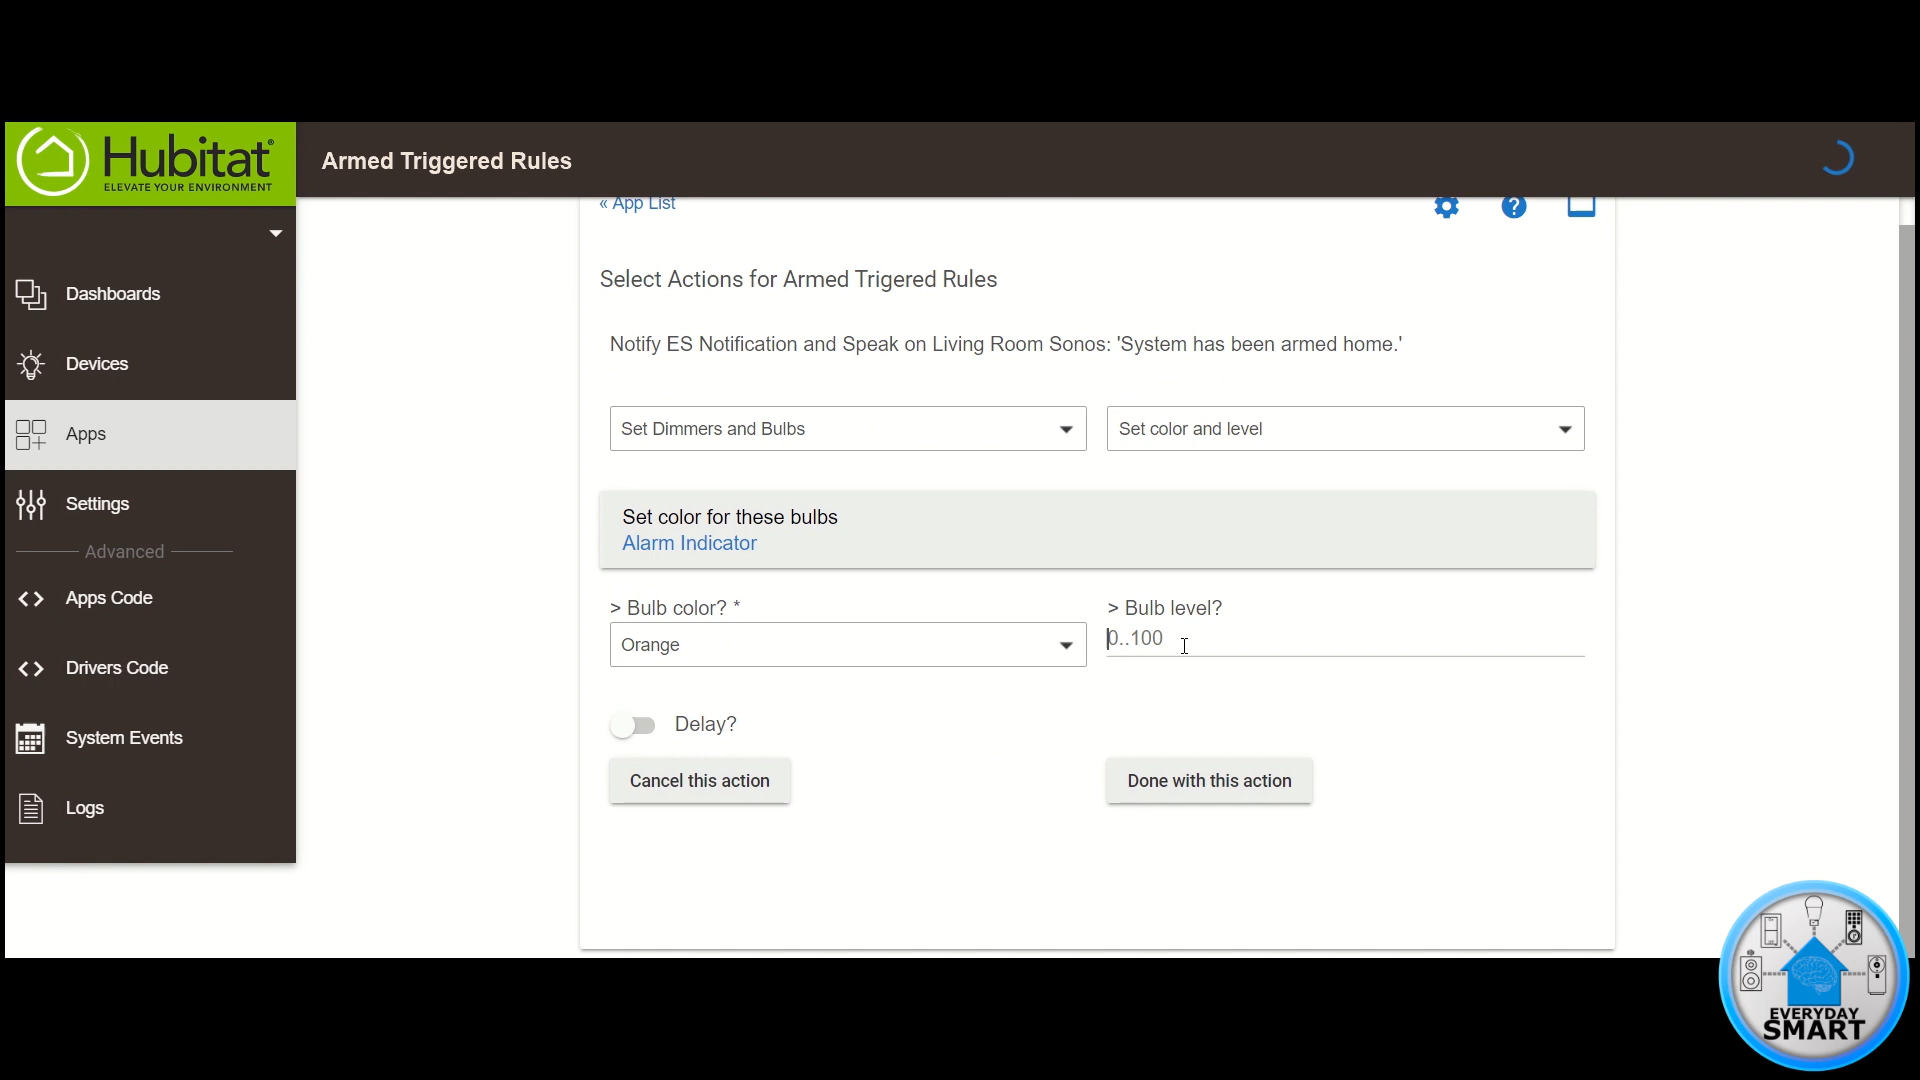 Hubitat®
ELEVATE YOUR ENVIRONMENT
Armed Triggered Rules
Dashboards
Devices
Apps
Settings
Advanced
Apps Code
Drivers Code
System Events
Logs
« App List
Select Actions for Armed Trigered Rules
Notify ES Notification and Speak on Living Room Sonos: 'System has been armed home.'
Set Dimmers and Bulbs
Set color and level
Set color for these bulbs
Alarm Indicator
> Bulb color? *
> Bulb level?
Orange
0..100
Delay?
Cancel this action
Done with this action
EVERYDAY
SMART